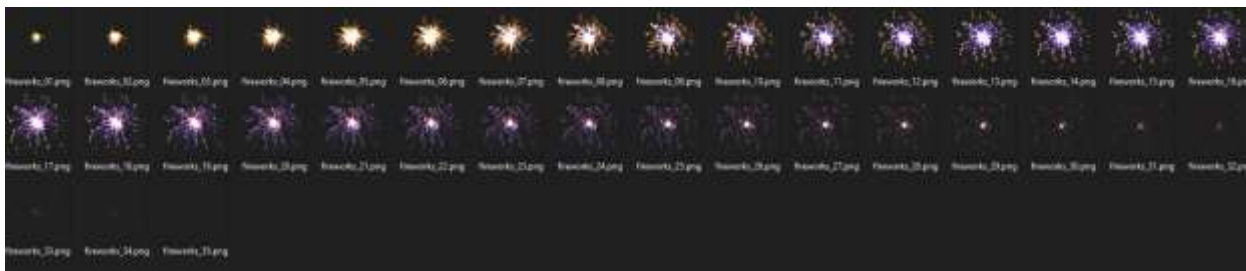 fireworks_01.png fireworks_02.png fireworks_03.png fireworks_04.png fireworks_05.png fireworks_06.png fireworks_07.png fireworks_08.png fireworks_09.png fireworks_10.png fireworks_11.png fireworks_12.png fireworks_13.png fireworks_14.png fireworks_15.png fireworks_16.png
fireworks_17.png fireworks_18.png fireworks_19.png fireworks_20.png fireworks_21.png fireworks_22.png fireworks_23.png fireworks_24.png fireworks_25.png fireworks_26.png fireworks_27.png fireworks_28.png fireworks_29.png fireworks_30.png fireworks_31.png fireworks_32.png
fireworks_33.png fireworks_34.png fireworks_35.png